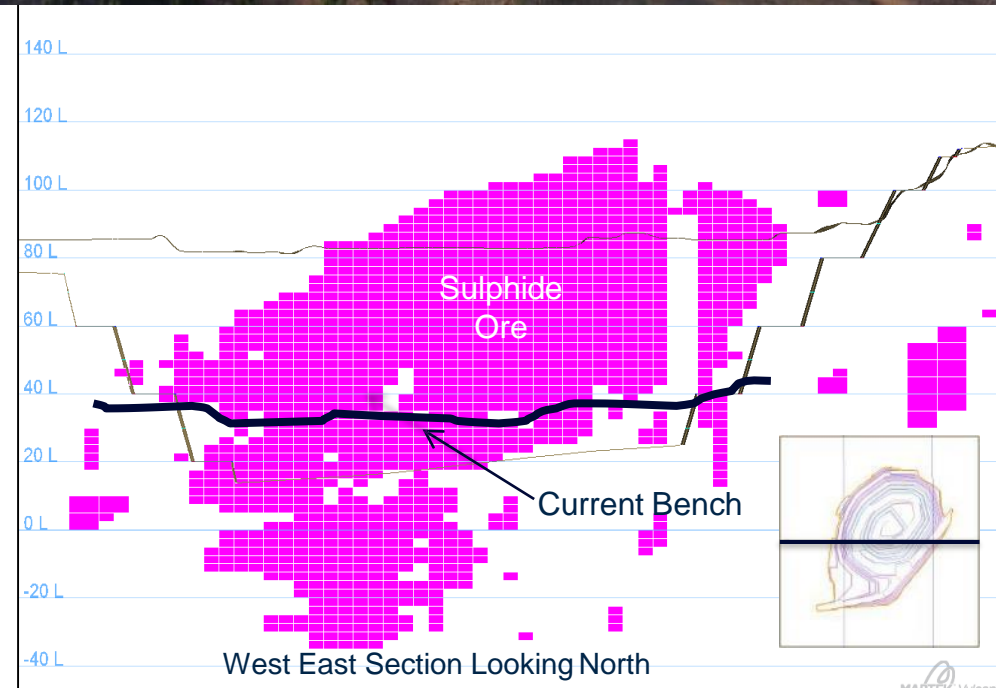 140 L
120 L
100 L
80 L
60 L
40 L
20 L
0 L
-20 L
-40 L
Sulphide
Ore
Current Bench
West East Section Looking North